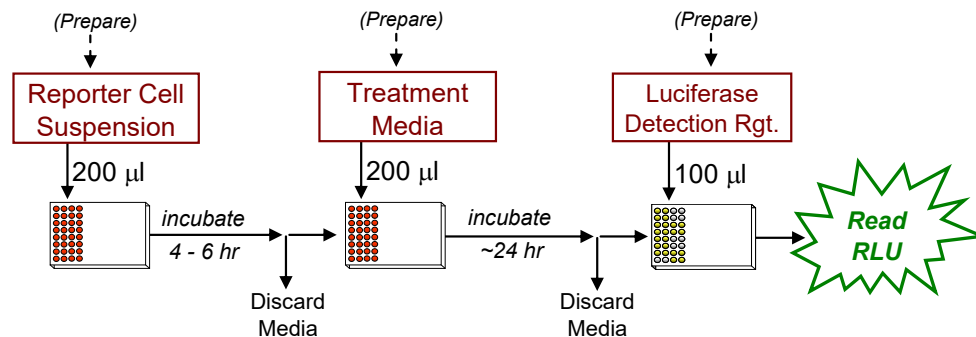 (Prepare)
(Prepare)
(Prepare)
Reporter Cell
Suspension
Treatment
Media
Luciferase
Detection Rgt.
200 μl
200 μl
100 μl
incubate
4 - 6 hr
incubate
~24 hr
Read
RLU
Discard
Media
Discard
Media